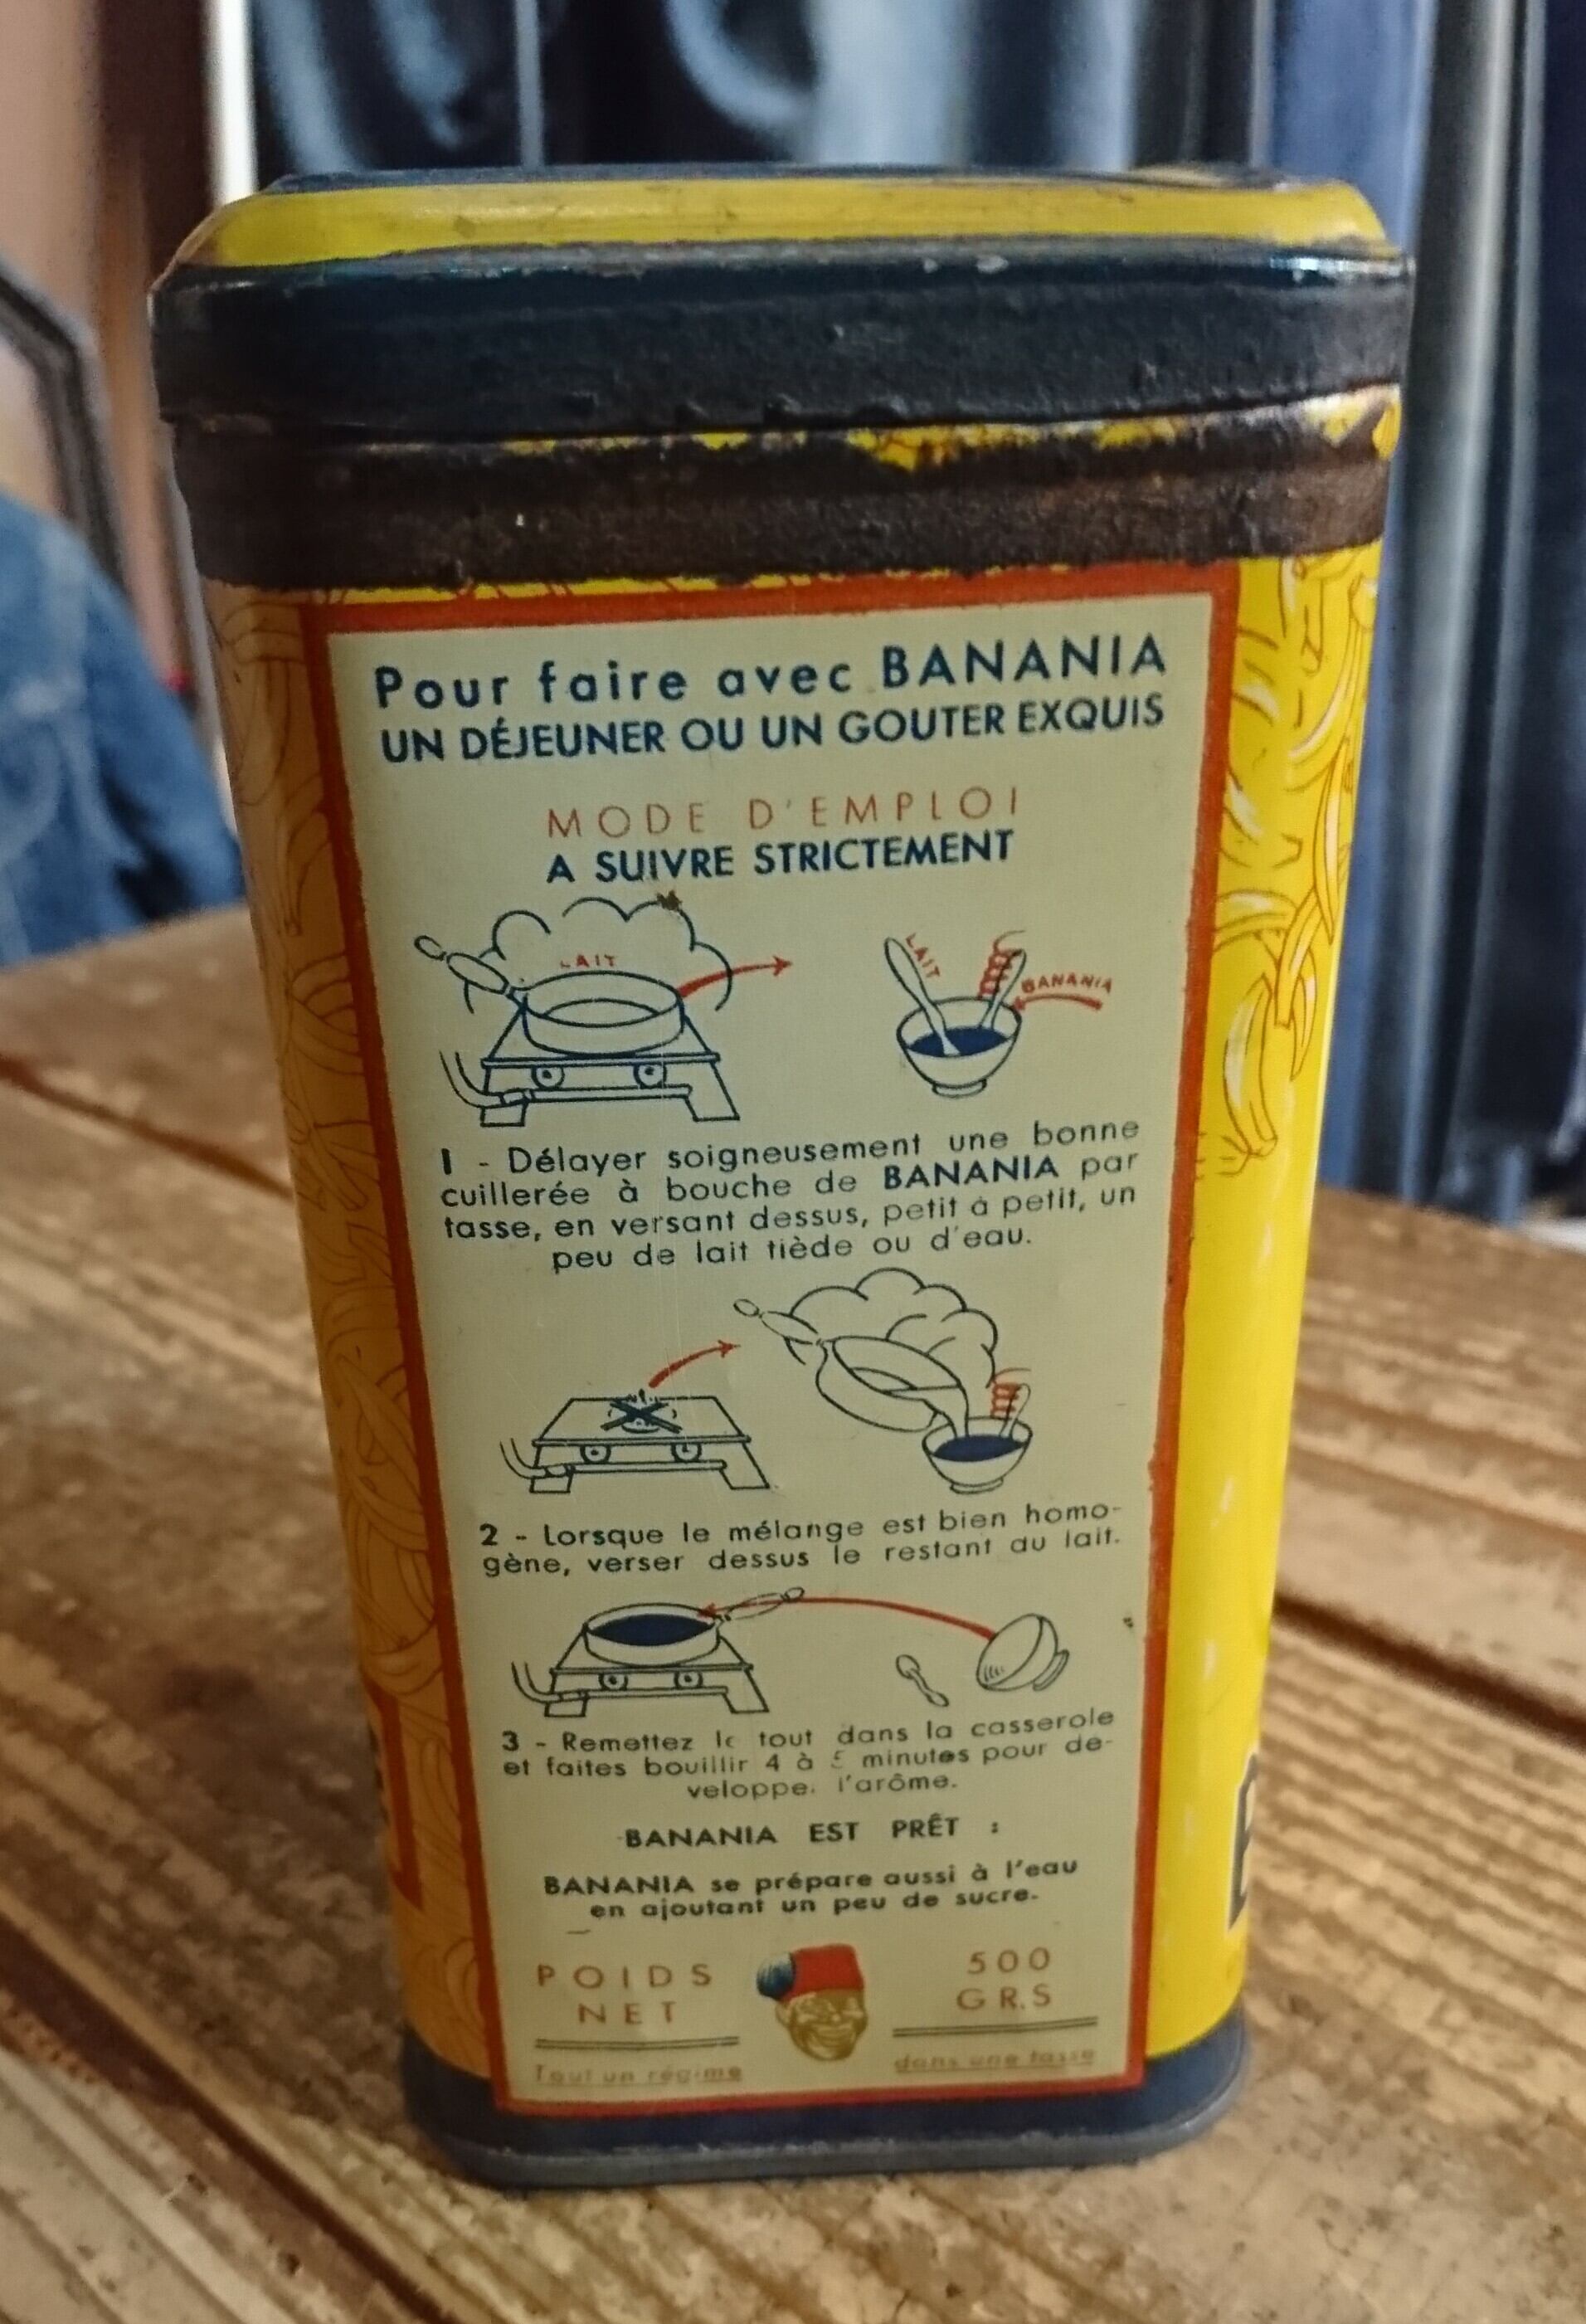 Pour faire avec BANANIA
UN DÉJEUNER OU UN GOUTER EXQUIS
MODE D'EMPLOI
A SUIVRE STRICTEMENT
LAIT
LAIT
BANANIA
1 - Délayer soigneusement une bonne
cuillerée à bouche de BANANIA par
tasse, en versant dessus, petit à petit, un
peu de lait tiède ou d'eau.
2 - Lorsque le mélange est bien homo-
gène, verser dessus le restant du lait.
3 - Remettez le tout dans la casserole
et faites bouillir 4 à 5 minutes pour de-
veloppe. l'arôme.
BANANIA EST PRÊT :
BANANIA se prépare aussi à l'eau
en ajoutant un peu de sucre.
POIDS
NET
500
GR.S
Tout un régime
dans une tasse